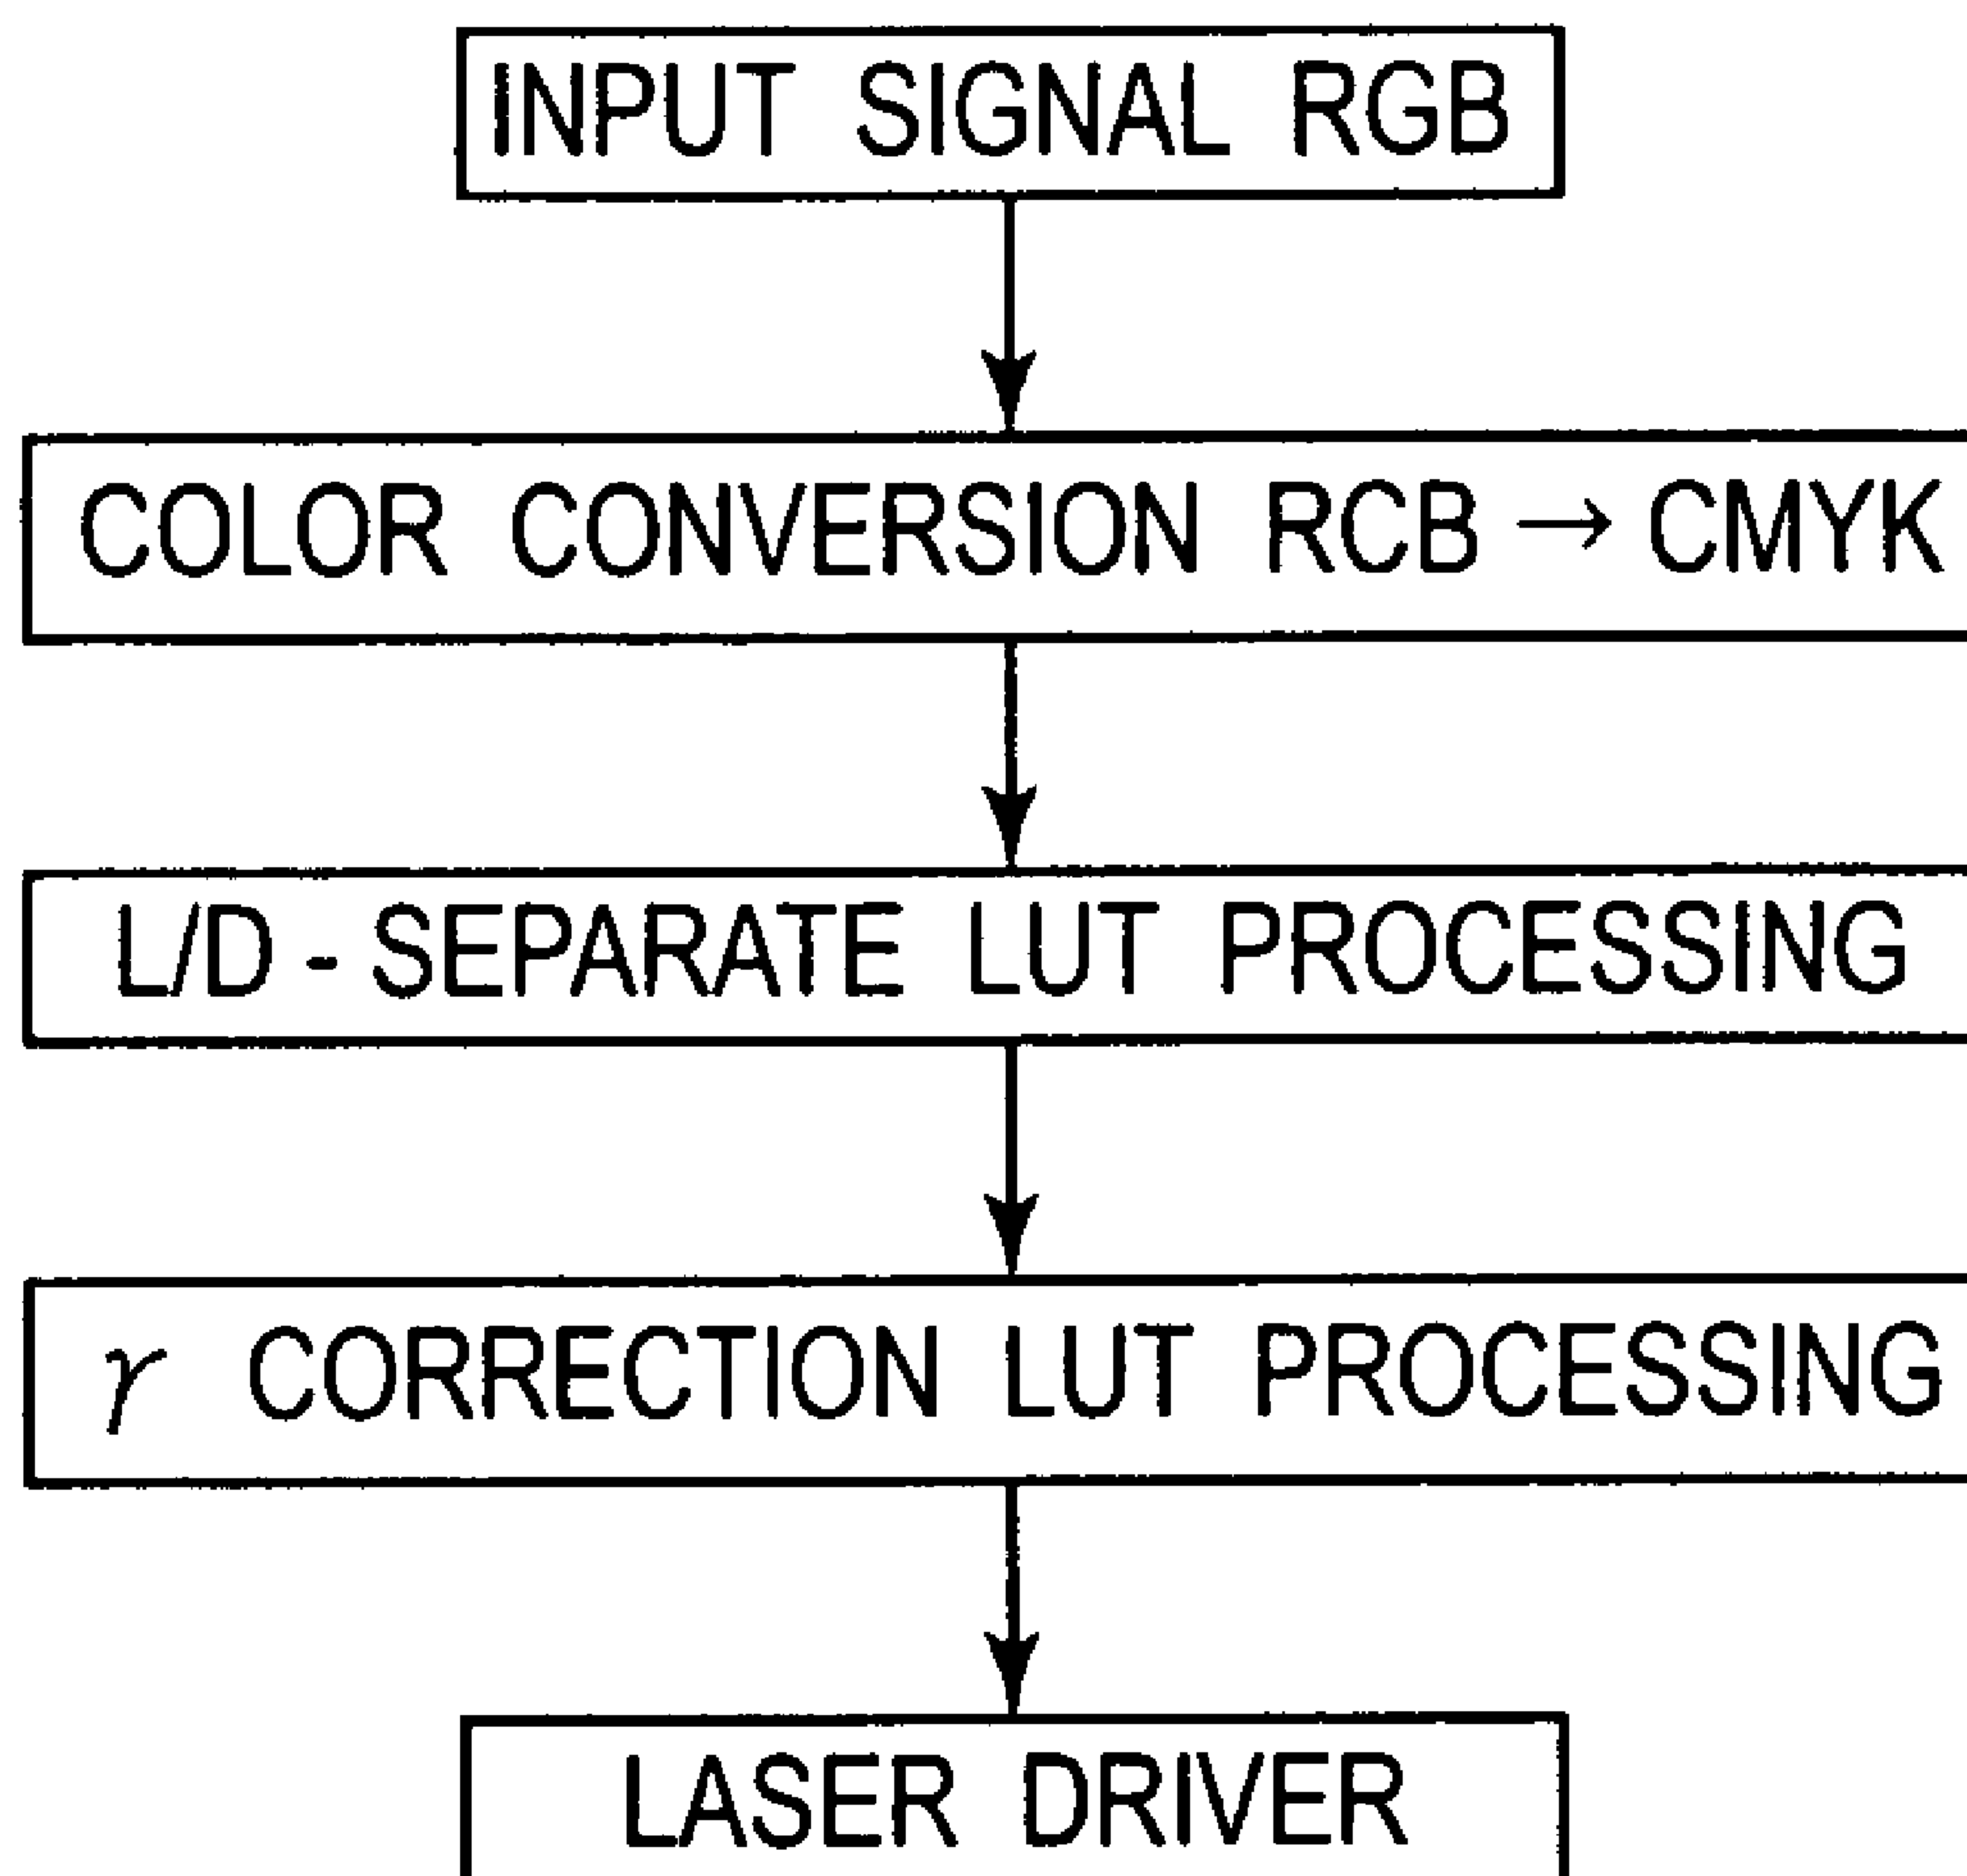 INPUT SIGNAL RGB
COLOR CONVERSION RCB → CMYK
L/D-SEPARATE LUT PROCESSING
γ CORRECTION LUT PROCESSING
LASER DRIVER